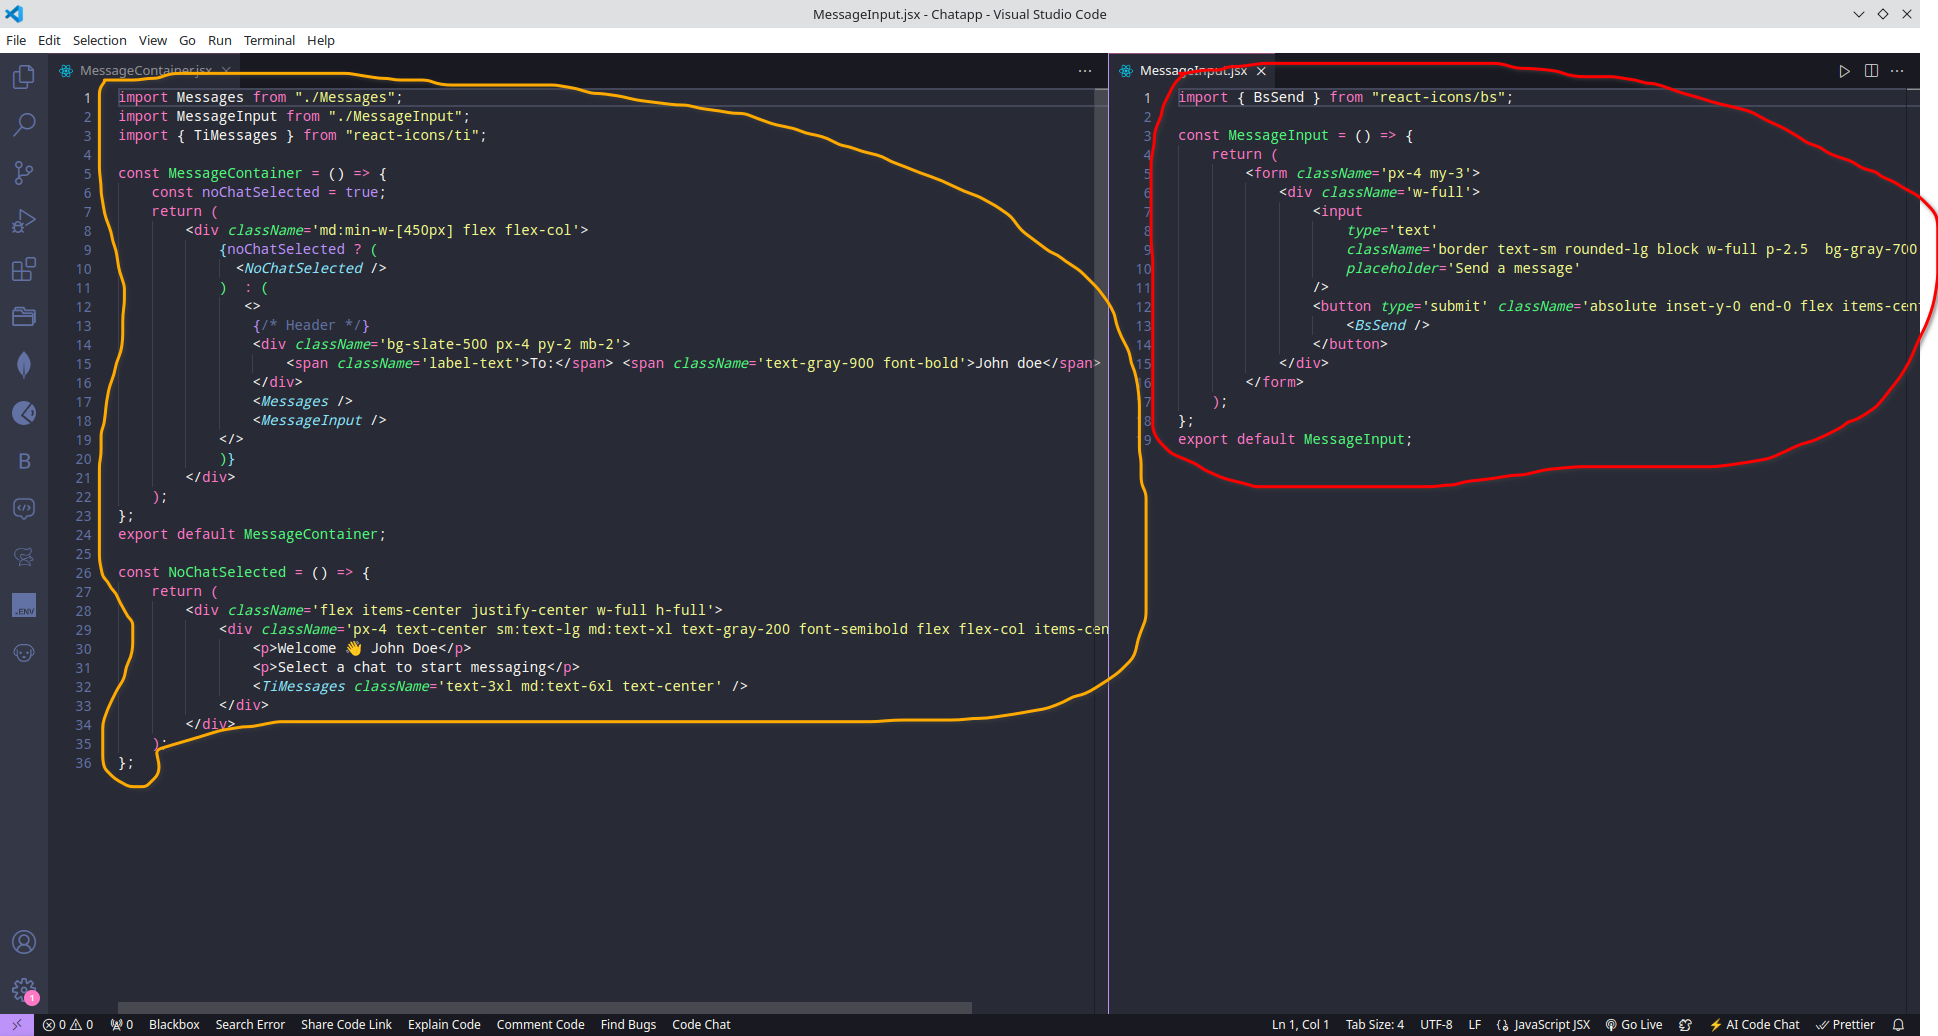 MessageInput.jsx - Chatapp - Visual Studio Code
File Edit Selection View Go Run Terminal Help
MessageContainer.jsx
1 import Messages from "./Messages";
2 import MessageInput from "./MessageInput";
3 import { TiMessages } from "react-icons/ti";
4
5 const MessageContainer = () => {
6 const noChatSelected = true;
7 return (
8 <div className='md:min-w-[450px] flex flex-col'>
9 {noChatSelected ? (
10 <NoChatSelected />
11 ) : (
12 <>
13 {/* Header */}
14 <div className='bg-slate-500 px-4 py-2 mb-2'>
15 <span className='label-text'>To:</span> <span className='text-gray-900 font-bold'>John doe</span>
16 </div>
17 <Messages />
18 <MessageInput />
19 </>
20 )}
21 </div>
22 );
23 };
24 export default MessageContainer;
25
26 const NoChatSelected = () => {
27 return (
28 <div className='flex items-center justify-center w-full h-full'>
29 <div className='px-4 text-center sm:text-lg md:text-xl text-gray-200 font-semibold flex flex-col items-cen
30 <p>Welcome 👋 John Doe</p>
31 <p>Select a chat to start messaging</p>
32 <TiMessages className='text-3xl md:text-6xl text-center' />
33 </div>
34 </div>
35 );
36 };
MessageInput.jsx
1 import { BsSend } from "react-icons/bs";
2
3 const MessageInput = () => {
4 return (
5 <form className='px-4 my-3'>
6 <div className='w-full'>
7 <input
8 type='text'
9 className='border text-sm rounded-lg block w-full p-2.5  bg-gray-700
10 placeholder='Send a message'
11 />
12 <button type='submit' className='absolute inset-y-0 end-0 flex items-cen
13 <BsSend />
14 </button>
15 </div>
16 </form>
7 );
8 };
9 export default MessageInput;
B
.ENV
1
0 0 0 Blackbox Search Error Share Code Link Explain Code Comment Code Find Bugs Code Chat Ln 1, Col 1 Tab Size: 4 UTF-8 LF JavaScript JSX Go Live AI Code Chat Prettier